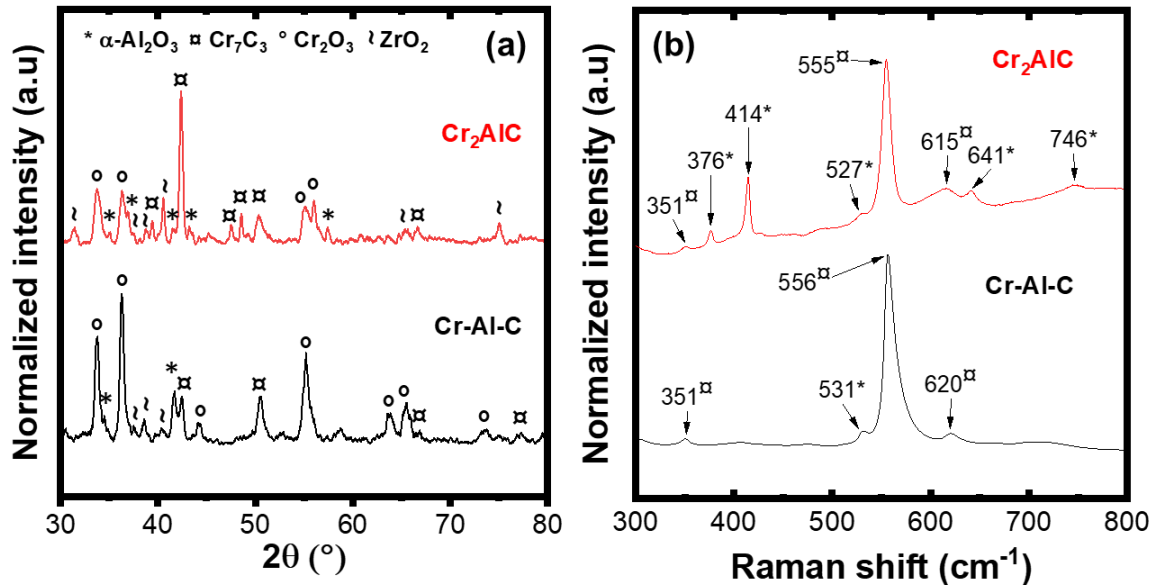 * α-Al₂O₃ ¤ Cr₇C₃ ° Cr₂O₃ ≀ ZrO₂
(a)
Cr₂AlC
Cr-Al-C
Normalized intensity (a.u)
30 40 50 60 70 80
2θ (°)
(b)
Cr₂AlC
555¤
414*
376*
351¤
527*
615¤
641*
746*
Cr-Al-C
556¤
351¤
531*
620¤
Normalized intensity (a.u)
300 400 500 600 700 800
Raman shift (cm⁻¹)